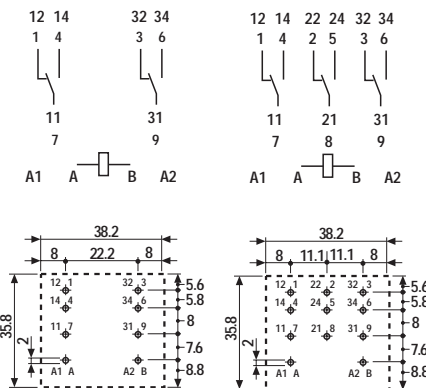 12 14 32 34
1 4 3 6
11 31
7 9
A1 A B A2
12 14 22 24 32 34
1 4 2 5 3 6
11 21 31
7 8 9
A1 A B A2
38.2
8 22.2 8
12 1 32 3
14 4 34 6
11 7 31 9
A1 A A2 B
35.8
2
5.6
5.8
8
7.6
8.8
38.2
8 11.1 11.1 8
12 1 22 2 32 3
14 4 24 5 34 6
11 7 21 8 31 9
A1 A A2 B
35.8
2
5.6
5.8
8
7.6
8.8